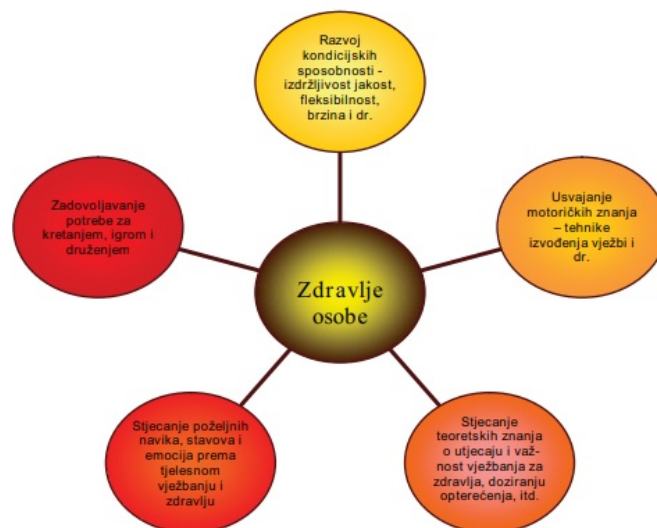 Razvoj
kondicijskih
sposobnosti -
izdržljivost jakost,
fleksibilnost,
brzina i dr.
Usvajanje
motoričkih znanja
– tehnike
izvođenja vježbi i
dr.
Stjecanje
teoretskih znanja
o utjecaju i važ-
nost vježbanja za
zdravlja, doziranju
opterećenja, itd.
Stjecanje poželjnih
navika, stavova i
emocija prema
tjelesnom
vježbanju i
zdravlju
Zadovoljavanje
potrebe za
kretanjem, igrom i
druženjem
Zdravlje
osobe